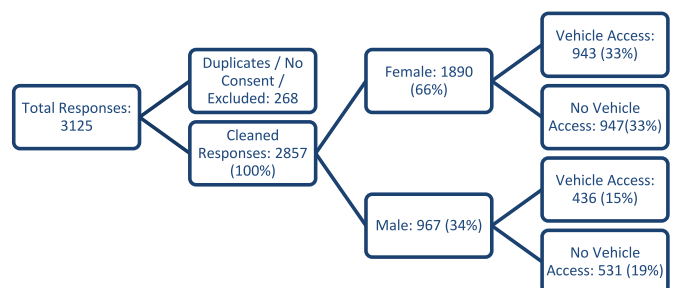 Total Responses:
3125
Duplicates / No
Consent /
Excluded: 268
Cleaned
Responses: 2857
(100%)
Female: 1890
(66%)
Male: 967 (34%)
Vehicle Access:
943 (33%)
No Vehicle
Access: 947(33%)
Vehicle Access:
436 (15%)
No Vehicle
Access: 531 (19%)